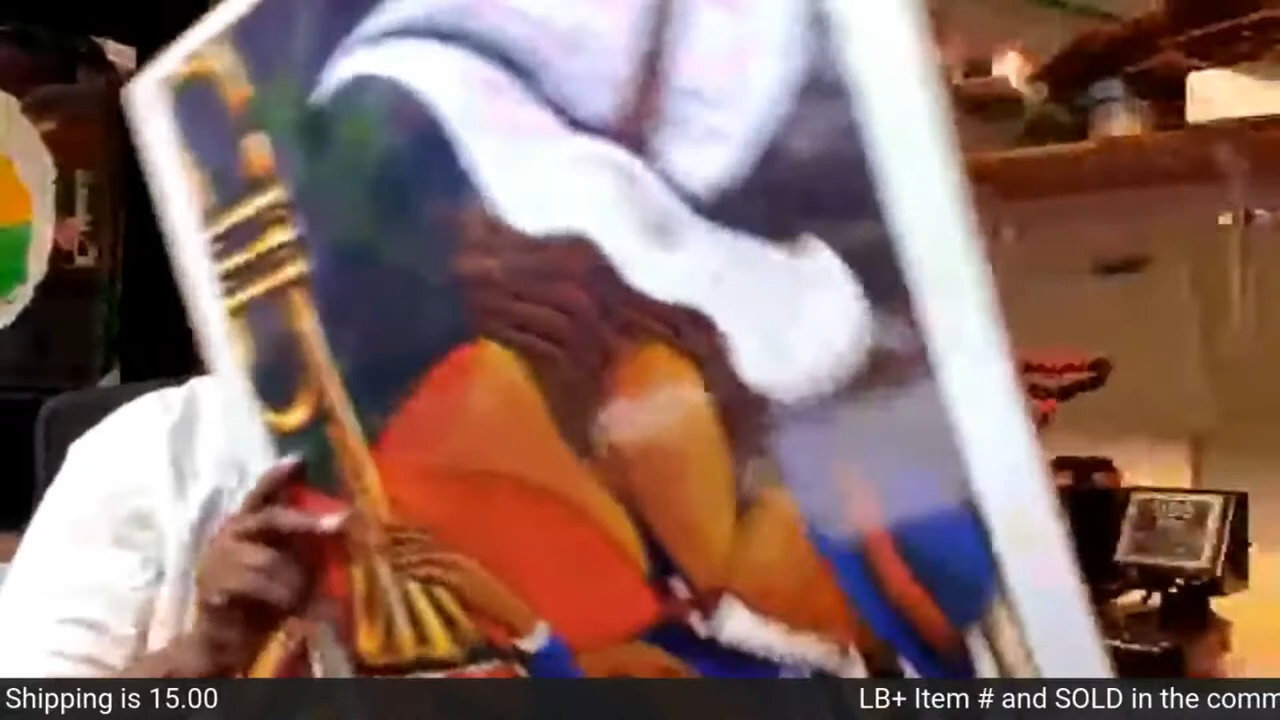 Shipping is 15.00
LB+ Item # and SOLD in the comm